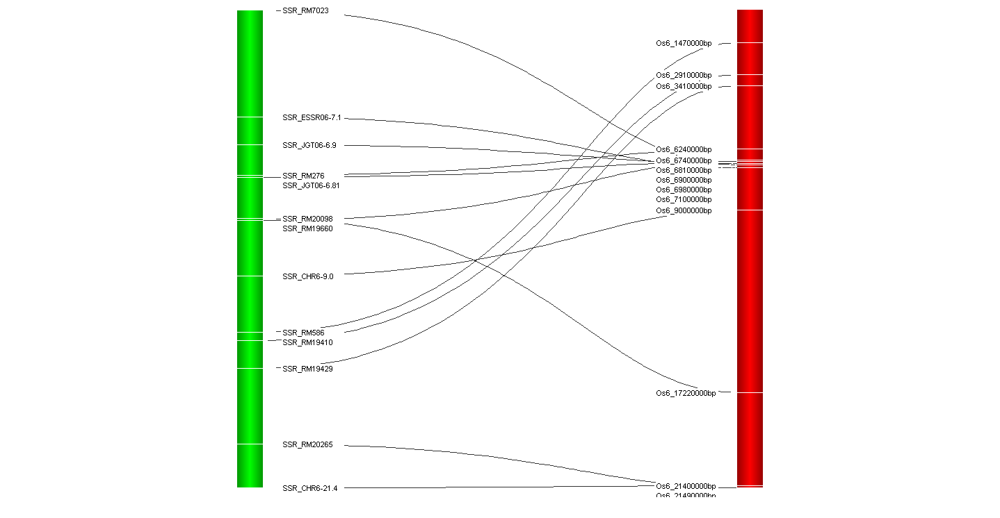 SSR_RM7023
SSR_ESSR06-7.1
SSR_JGT06-6.9
SSR_RM276
SSR_JGT06-6.81
SSR_RM20098
SSR_RM19660
SSR_CHR6-9.0
SSR_RM586
SSR_RM19410
SSR_RM19429
SSR_RM20265
SSR_CHR6-21.4
Os6_1470000bp
Os6_2910000bp
Os6_3410000bp
Os6_6240000bp
Os6_6740000bp
Os6_6810000bp
Os6_6900000bp
Os6_6980000bp
Os6_7100000bp
Os6_9000000bp
Os6_17220000bp
Os6_21400000bp
Os6_21490000bp